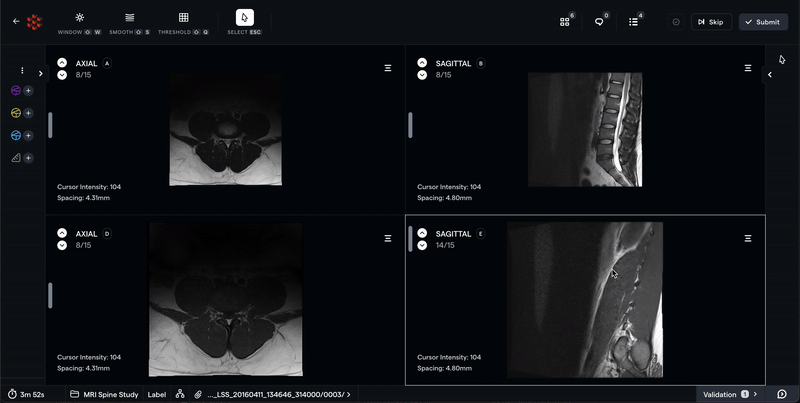 6 0 4
WINDOW O W SMOOTH O S THRESHOLD O Q SELECT ESC Skip Submit
AXIAL A
8/15
Cursor Intensity: 104
Spacing: 4.31mm
SAGITTAL B
8/15
Cursor Intensity: 104
Spacing: 4.80mm
AXIAL D
8/15
Cursor Intensity: 104
Spacing: 4.31mm
SAGITTAL E
14/15
Cursor Intensity: 104
Spacing: 4.80mm
3m 52s MRI Spine Study Label ..._LSS_20160411_134646_314000/0003/ Validation 1